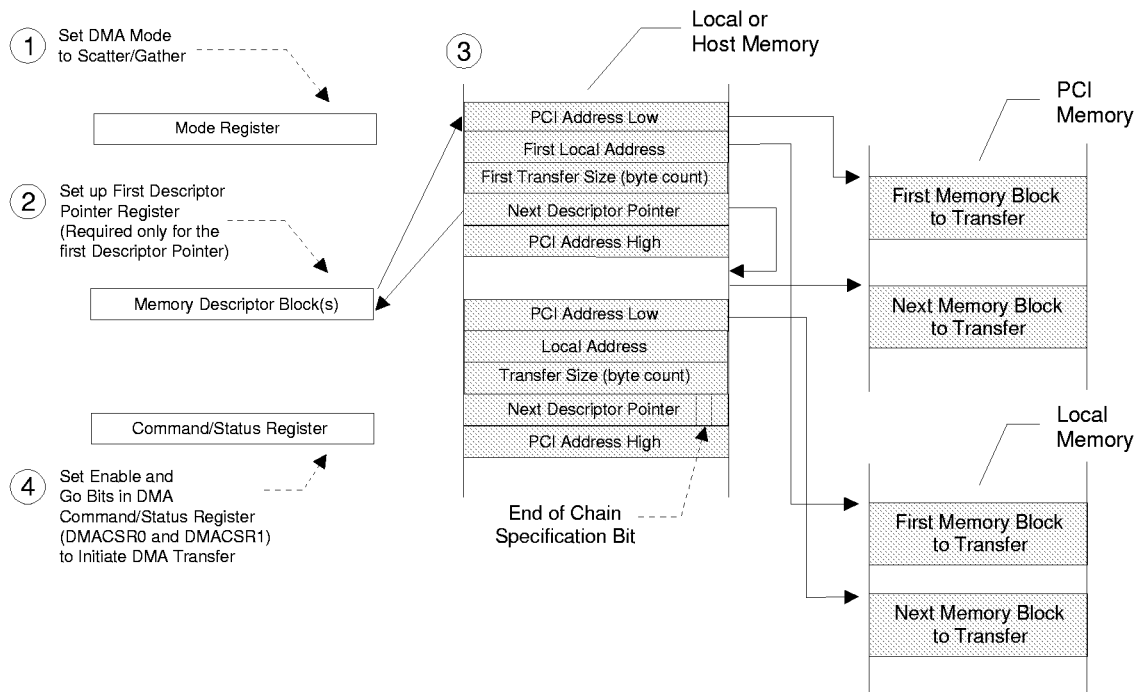 1
Set DMA Mode
to Scatter/Gather
Mode Register
2
Set up First Descriptor
Pointer Register
(Required only for the
first Descriptor Pointer)
Memory Descriptor Block(s)
Command/Status Register
4
Set Enable and
Go Bits in DMA
Command/Status Register
(DMACSR0 and DMACSR1)
to Initiate DMA Transfer
3
Local or
Host Memory
PCI Address Low
First Local Address
First Transfer Size (byte count)
Next Descriptor Pointer
PCI Address High
PCI Address Low
Local Address
Transfer Size (byte count)
Next Descriptor Pointer
PCI Address High
End of Chain
Specification Bit
PCI
Memory
First Memory Block
to Transfer
Next Memory Block
to Transfer
Local
Memory
First Memory Block
to Transfer
Next Memory Block
to Transfer